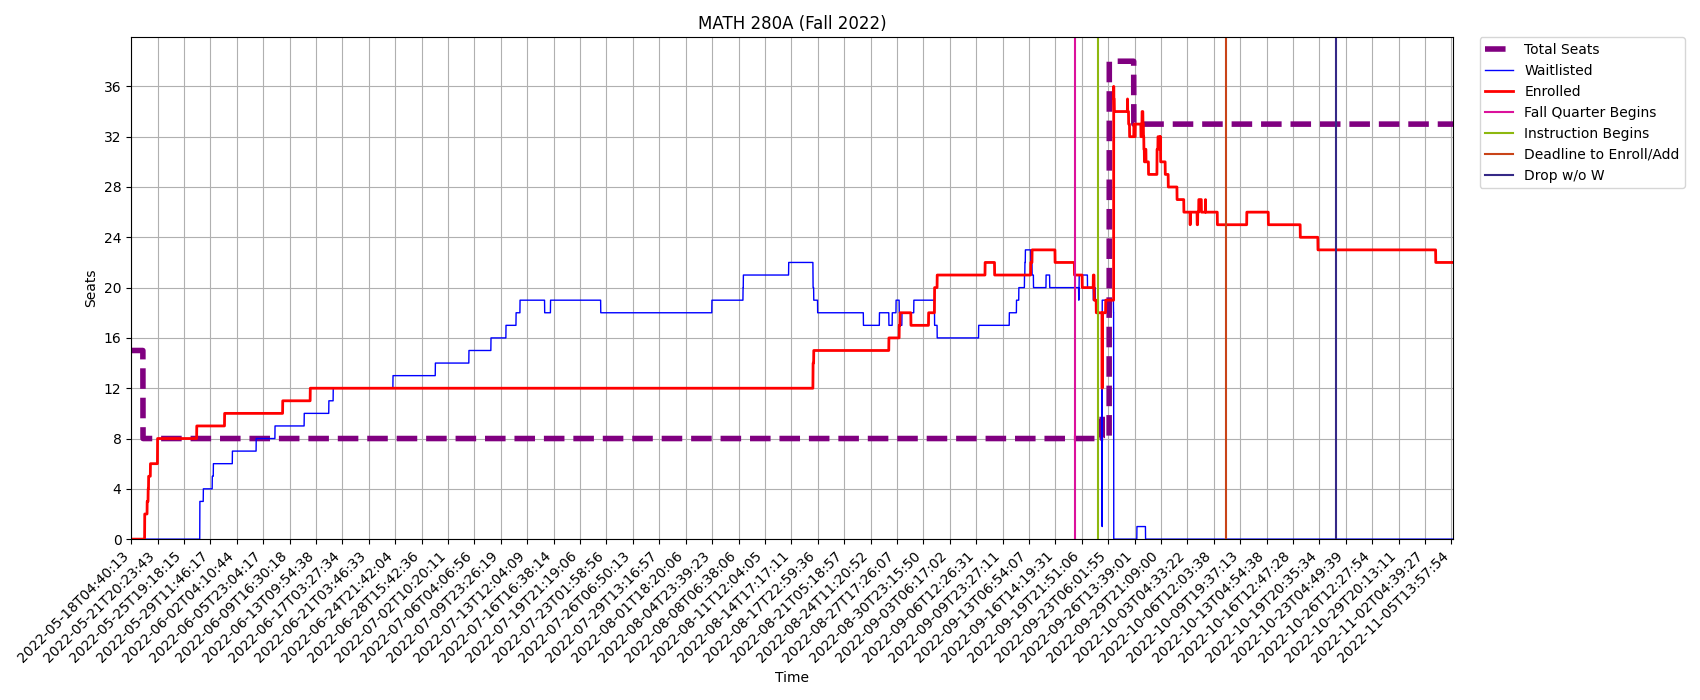 MATH 280A (Fall 2022)
Total Seats
Waitlisted
Enrolled
Fall Quarter Begins
Instruction Begins
Deadline to Enroll/Add
Drop w/o W
Seats
36
32
28
24
20
16
12
8
4
0
2022-05-18T04:40:13
2022-05-21T20:23:43
2022-05-25T19:18:15
2022-05-29T11:46:17
2022-06-02T04:10:44
2022-06-05T23:04:17
2022-06-09T16:30:18
2022-06-13T09:54:38
2022-06-17T03:27:34
2022-06-21T03:46:33
2022-06-24T21:42:04
2022-06-28T15:42:36
2022-07-02T10:20:11
2022-07-06T04:06:56
2022-07-09T23:26:19
2022-07-13T12:04:09
2022-07-16T16:38:14
2022-07-19T21:19:06
2022-07-23T01:58:56
2022-07-26T06:50:13
2022-07-29T13:16:57
2022-08-01T18:20:06
2022-08-04T23:39:23
2022-08-08T06:38:06
2022-08-11T12:04:05
2022-08-14T17:17:11
2022-08-17T22:59:36
2022-08-21T05:18:57
2022-08-24T11:20:52
2022-08-27T17:26:07
2022-08-30T23:15:50
2022-09-03T06:17:02
2022-09-06T12:26:31
2022-09-09T23:27:11
2022-09-13T06:54:07
2022-09-16T14:19:31
2022-09-19T21:51:06
2022-09-23T06:01:55
2022-09-26T13:39:01
2022-09-29T21:09:00
2022-10-03T04:33:22
2022-10-06T12:03:38
2022-10-09T19:37:13
2022-10-13T04:54:38
2022-10-16T12:47:28
2022-10-19T20:35:34
2022-10-23T04:49:39
2022-10-26T12:27:54
2022-10-29T20:13:11
2022-11-02T04:39:27
2022-11-05T13:57:54
Time